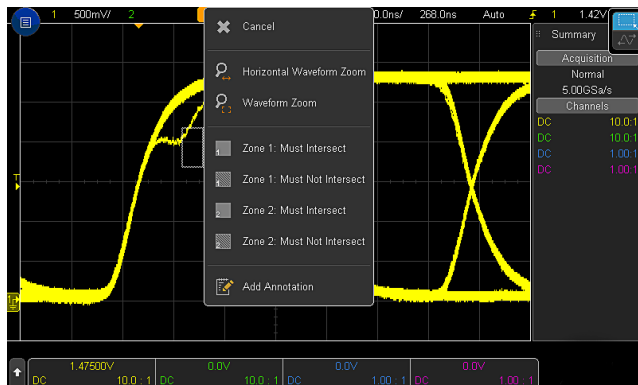 1 500mV/ 2 0.0ns/ 268.0ns Auto 1 1.42V
Summary
Acquisition
Normal
5.00GSa/s
Channels
DC 10.0:1
DC 10.0:1
DC 1.00:1
DC 1.00:1
Cancel
Horizontal Waveform Zoom
Waveform Zoom
1 Zone 1: Must Intersect
1 Zone 1: Must Not Intersect
2 Zone 2: Must Intersect
2 Zone 2: Must Not Intersect
Add Annotation
T
1
1.47500V 0.0V 0.0V 0.0V
DC 10.0 : 1 DC 10.0 : 1 DC 1.00 : 1 DC 1.00 : 1